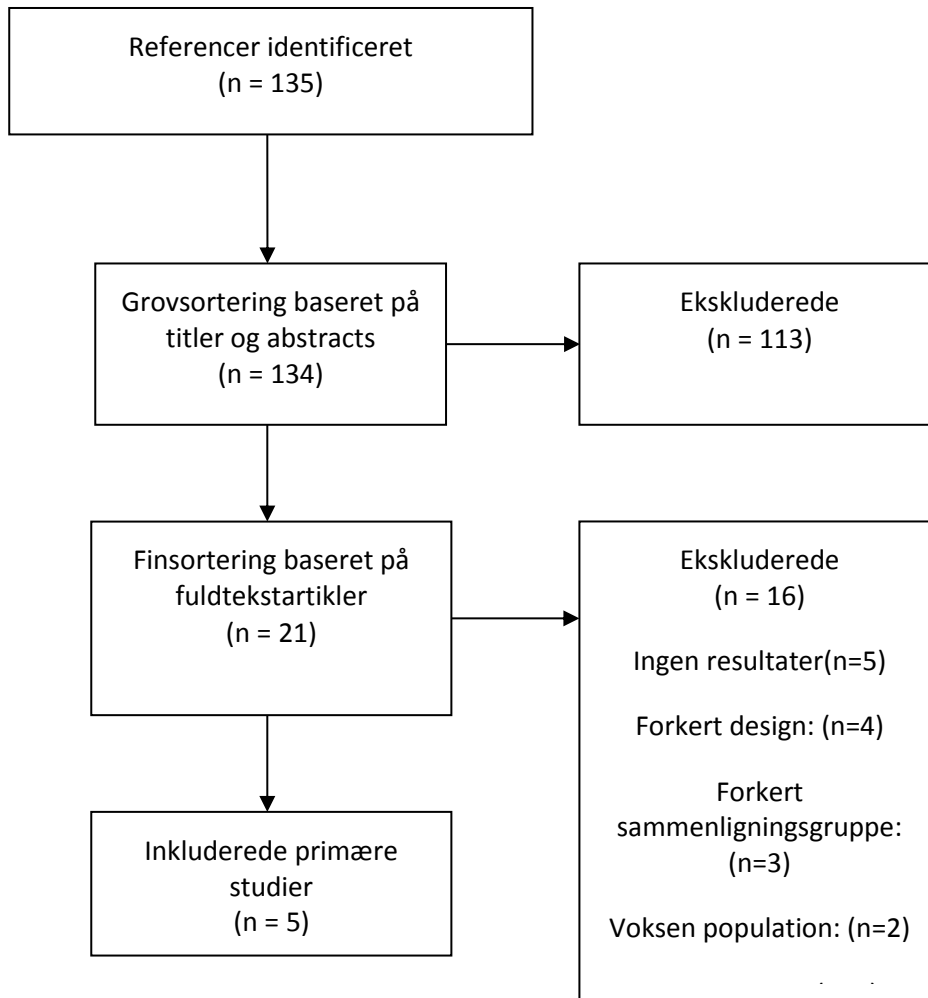 Referencer identificeret
(n = 135)
Grovsortering baseret på
titler og abstracts
(n = 134)
Ekskluderede
(n = 113)
Finsortering baseret på
fuldtekstartikler
(n = 21)
Ekskluderede
(n = 16)
Ingen resultater(n=5)
Forkert design: (n=4)
Forkert
sammenligningsgruppe:
(n=3)
Voksen population: (n=2)
Inkluderede primære
studier
(n = 5)